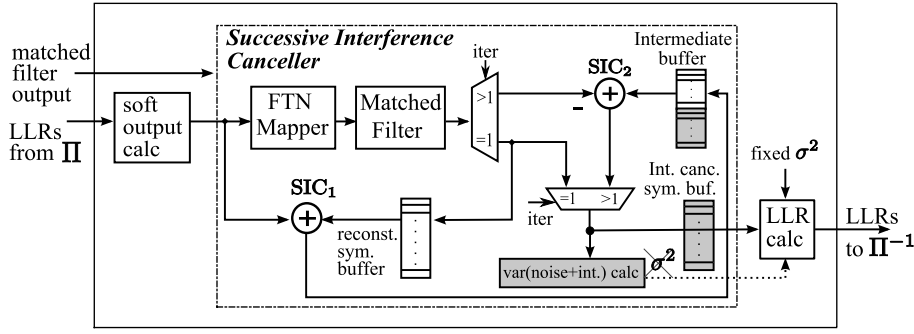 Successive Interference
Canceller
matched
filter
output
LLRs
from Π
soft
output
calc
FTN
Mapper
Matched
Filter
iter
>1
=1
SIC₂
+
−
Intermediate
buffer
SIC₁
+
reconst.
sym.
buffer
=1 >1
iter
Int. canc.
sym. buf.
fixed σ²
LLR
calc
LLRs
to Π⁻¹
var(noise+int.) calc
σ²